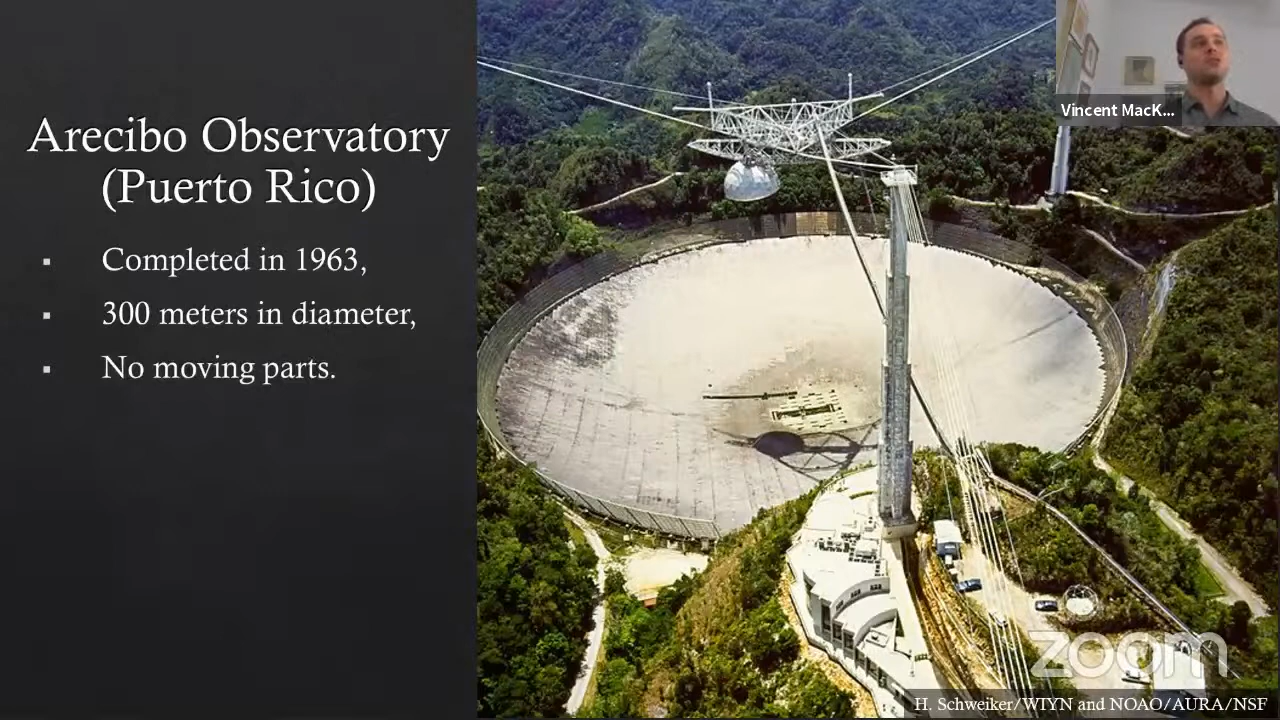 Arecibo Observatory
(Puerto Rico)
▪ Completed in 1963,
▪ 300 meters in diameter,
▪ No moving parts.
Vincent MacK...
zoom
H. Schweiker/WIYN and NOAO/AURA/NSF